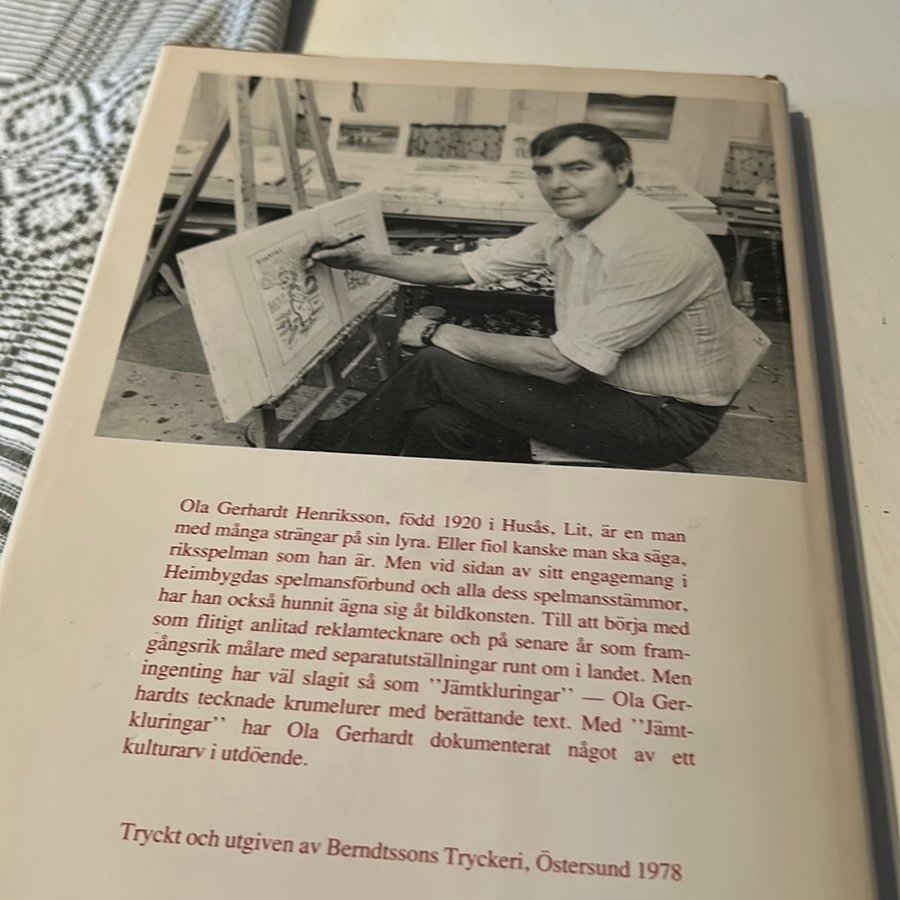 Ola Gerhardt Henriksson, född 1920 i Husås, Lit, är en man
med många strängar på sin lyra. Eller fiol kanske man ska säga,
riksspelman som han är. Men vid sidan av sitt engagemang i
Heimbygdas spelmansförbund och alla dess spelmansstämmor,
har han också hunnit ägna sig åt bildkonsten. Till att börja med
som flitigt anlitad reklamtecknare och på senare år som fram-
gångsrik målare med separatutställningar runt om i landet. Men
ingenting har väl slagit så som ''Jämtkluringar'' — Ola Ger-
hardts tecknade krumelurer med berättande text. Med ''Jämt-
kluringar'' har Ola Gerhardt dokumenterat något av ett
kulturarv i utdöende.
Tryckt och utgiven av Berndtssons Tryckeri, Östersund 1978